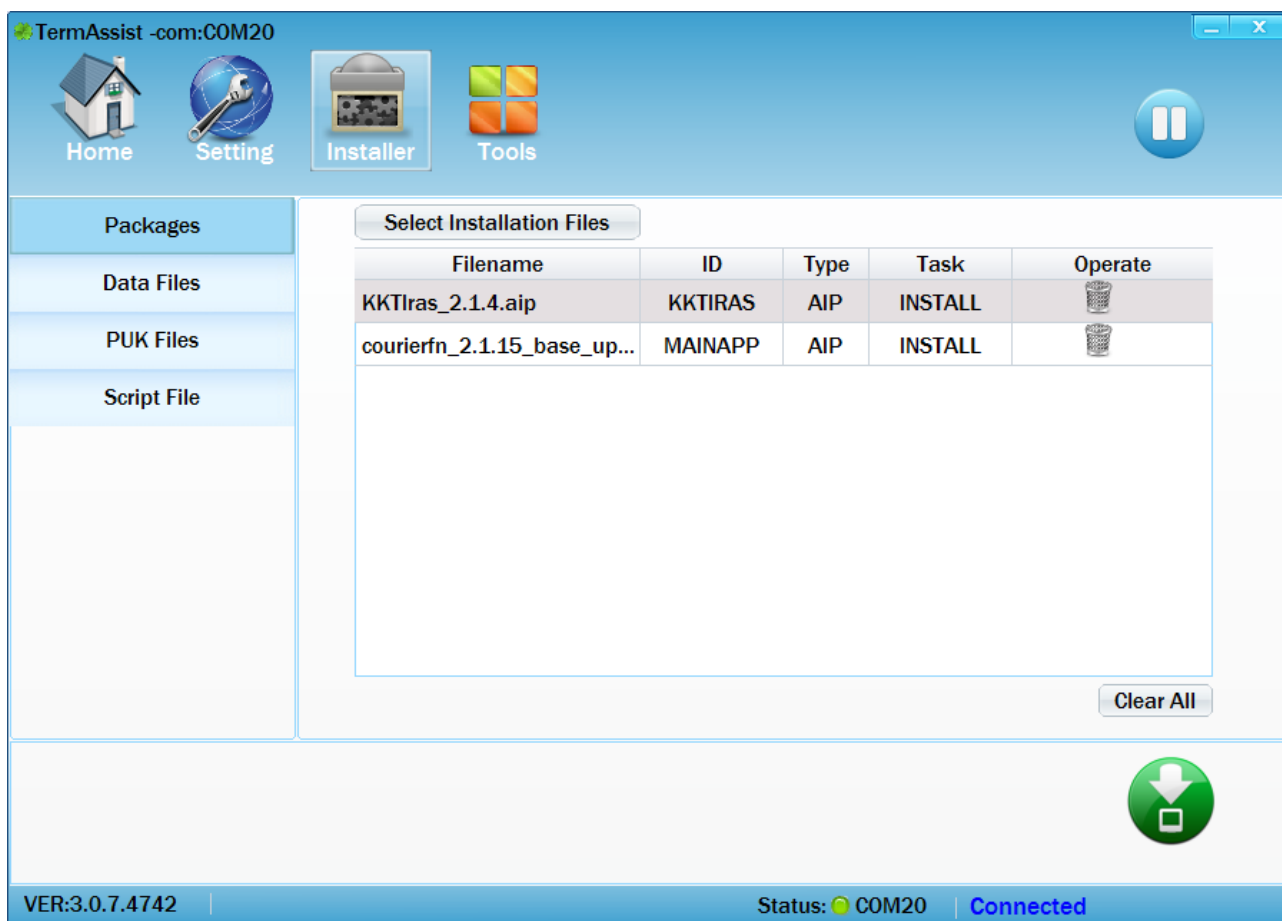 TermAssist -com:COM20
Home Setting Installer Tools
Packages
Data Files
PUK Files
Script File
Select Installation Files
Filename ID Type Task Operate
KKTIras_2.1.4.aip KKTIRAS AIP INSTALL
courierfn_2.1.15_base_up... MAINAPP AIP INSTALL
Clear All
VER:3.0.7.4742 Status: COM20 Connected